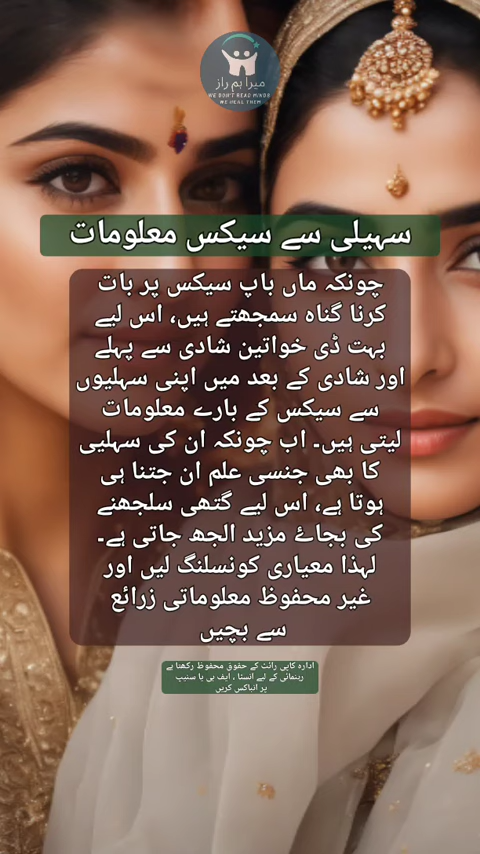 میرا ہم راز
WE DON'T READ MINDS
WE HEAL THEM
سہیلی سے سیکس معلومات
چونکہ ماں باپ سیکس پر بات
کرنا گناہ سمجھتے ہیں، اس لیے
بہت ڈی خواتین شادی سے پہلے
اور شادی کے بعد میں اپنی سہلیوں
سے سیکس کے بارے معلومات
لیتی ہیں۔ اب چونکہ ان کی سہلیی
کا بھی جنسی علم ان جتنا ہی
ہوتا ہے، اس لیے گتھی سلجھنے
کی بجاۓ مزید الجھ جاتی ہے۔
لہذا معیاری کونسلنگ لیں اور
غیر محفوظ معلوماتی زرائع
سے بچیں
ادارہ کاپی رائٹ کے حقوق محفوظ رکھتا ہے
رہنمائی کے لیے انسٹا ، ایف بی یا سنیپ
پر انباکس کریں